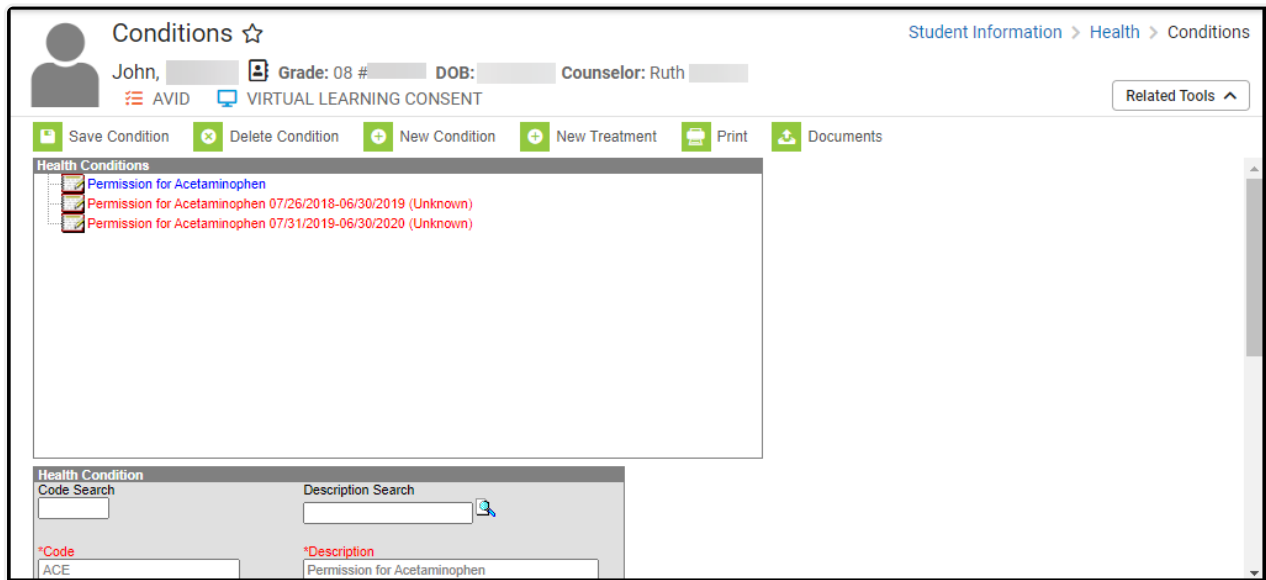 Conditions
Student Information > Health > Conditions
John, Grade: 08 # DOB: Counselor: Ruth
AVID VIRTUAL LEARNING CONSENT
Related Tools
Save Condition Delete Condition New Condition New Treatment Print Documents
Health Conditions
Permission for Acetaminophen
Permission for Acetaminophen 07/26/2018-06/30/2019 (Unknown)
Permission for Acetaminophen 07/31/2019-06/30/2020 (Unknown)
Health Condition
Code Search Description Search
*Code *Description
ACE Permission for Acetaminophen